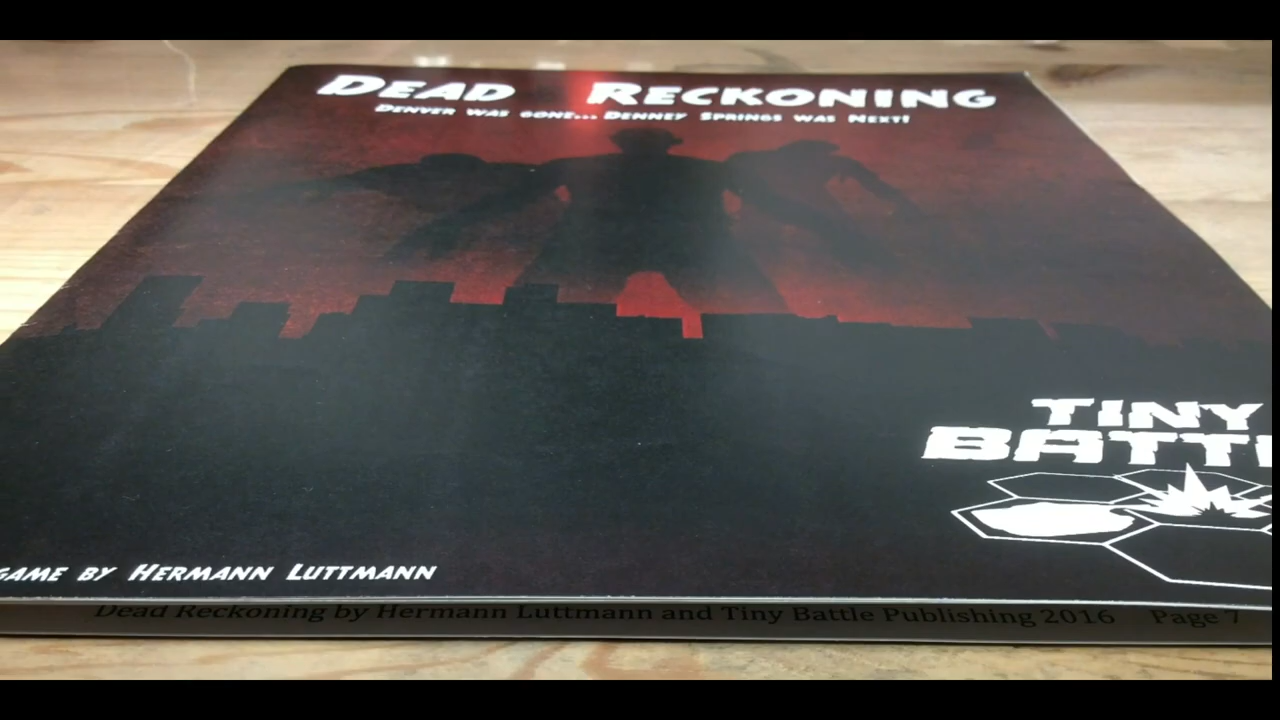 DEAD RECKONING
DENVER WAS GONE... DENNEY SPRINGS WAS NEXT!
TINY
BATTL
GAME BY HERMANN LUTTMANN
Dead Reckoning by Hermann Luttmann and Tiny Battle Publishing 2016 Page 7